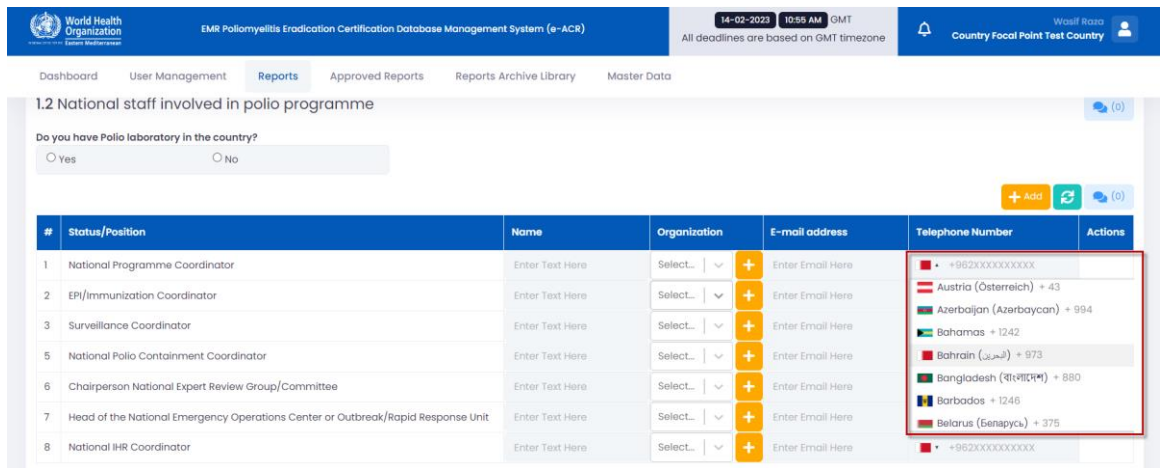 World Health
Organization
Eastern Mediterranean
EMR Poliomyelitis Eradication Certification Database Management System (e-ACR)
14-02-2023 10:55 AM GMT
All deadlines are based on GMT timezone
Wasif Raza
Country Focal Point Test Country
Dashboard User Management Reports Approved Reports Reports Archive Library Master Data
1.2 National staff involved in polio programme
(0)
Do you have Polio laboratory in the country?
Yes No
+ Add (0)
# Status/Position Name Organization E-mail address Telephone Number Actions
1 National Programme Coordinator Enter Text Here Select... + Enter Email Here +962XXXXXXXXXX
2 EPI/Immunization Coordinator Enter Text Here Select... + Enter Email Here Austria (Österreich) + 43
Azerbaijan (Azərbaycan) + 994
3 Surveillance Coordinator Enter Text Here Select... + Enter Email Here Bahamas + 1242
5 National Polio Containment Coordinator Enter Text Here Select... + Enter Email Here Bahrain (البحرين) + 973
6 Chairperson National Expert Review Group/Committee Enter Text Here Select... + Enter Email Here Bangladesh (বাংলাদেশ) + 880
Barbados + 1246
7 Head of the National Emergency Operations Center or Outbreak/Rapid Response Unit Enter Text Here Select... + Enter Email Here Belarus (Беларусь) + 375
8 National IHR Coordinator Enter Text Here Select... + Enter Email Here +962XXXXXXXXXX